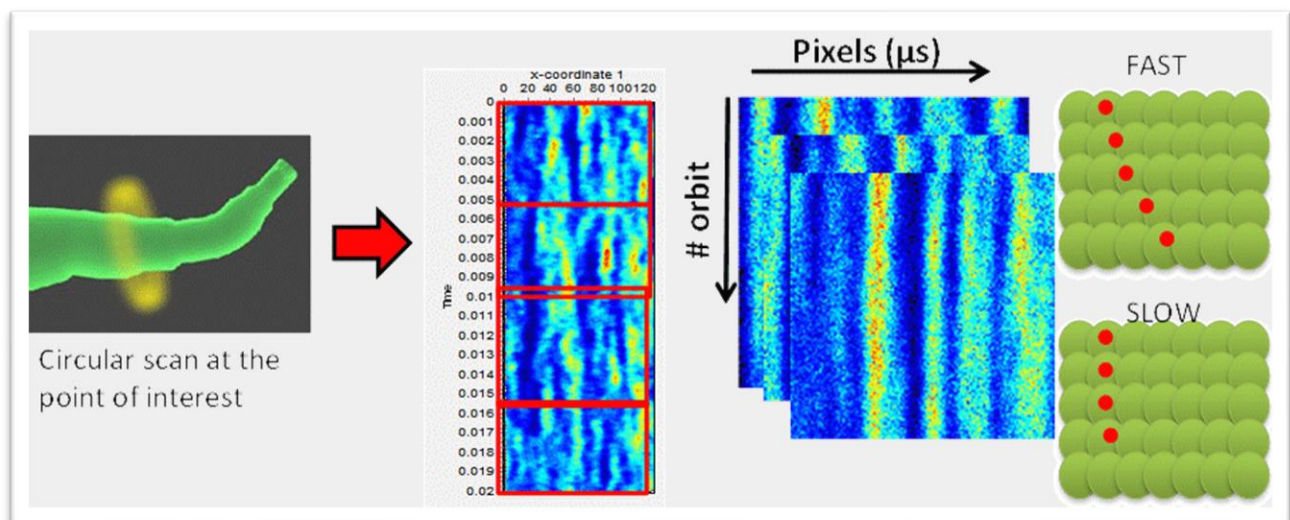 Circular scan at the
point of interest
x-coordinate 1
0 20 40 60 80 100 120
Time
0
0.001
0.002
0.003
0.004
0.005
0.006
0.007
0.008
0.009
0.01
0.011
0.012
0.013
0.014
0.015
0.016
0.017
0.018
0.019
0.02
Pixels (µs)
# orbit
FAST
SLOW